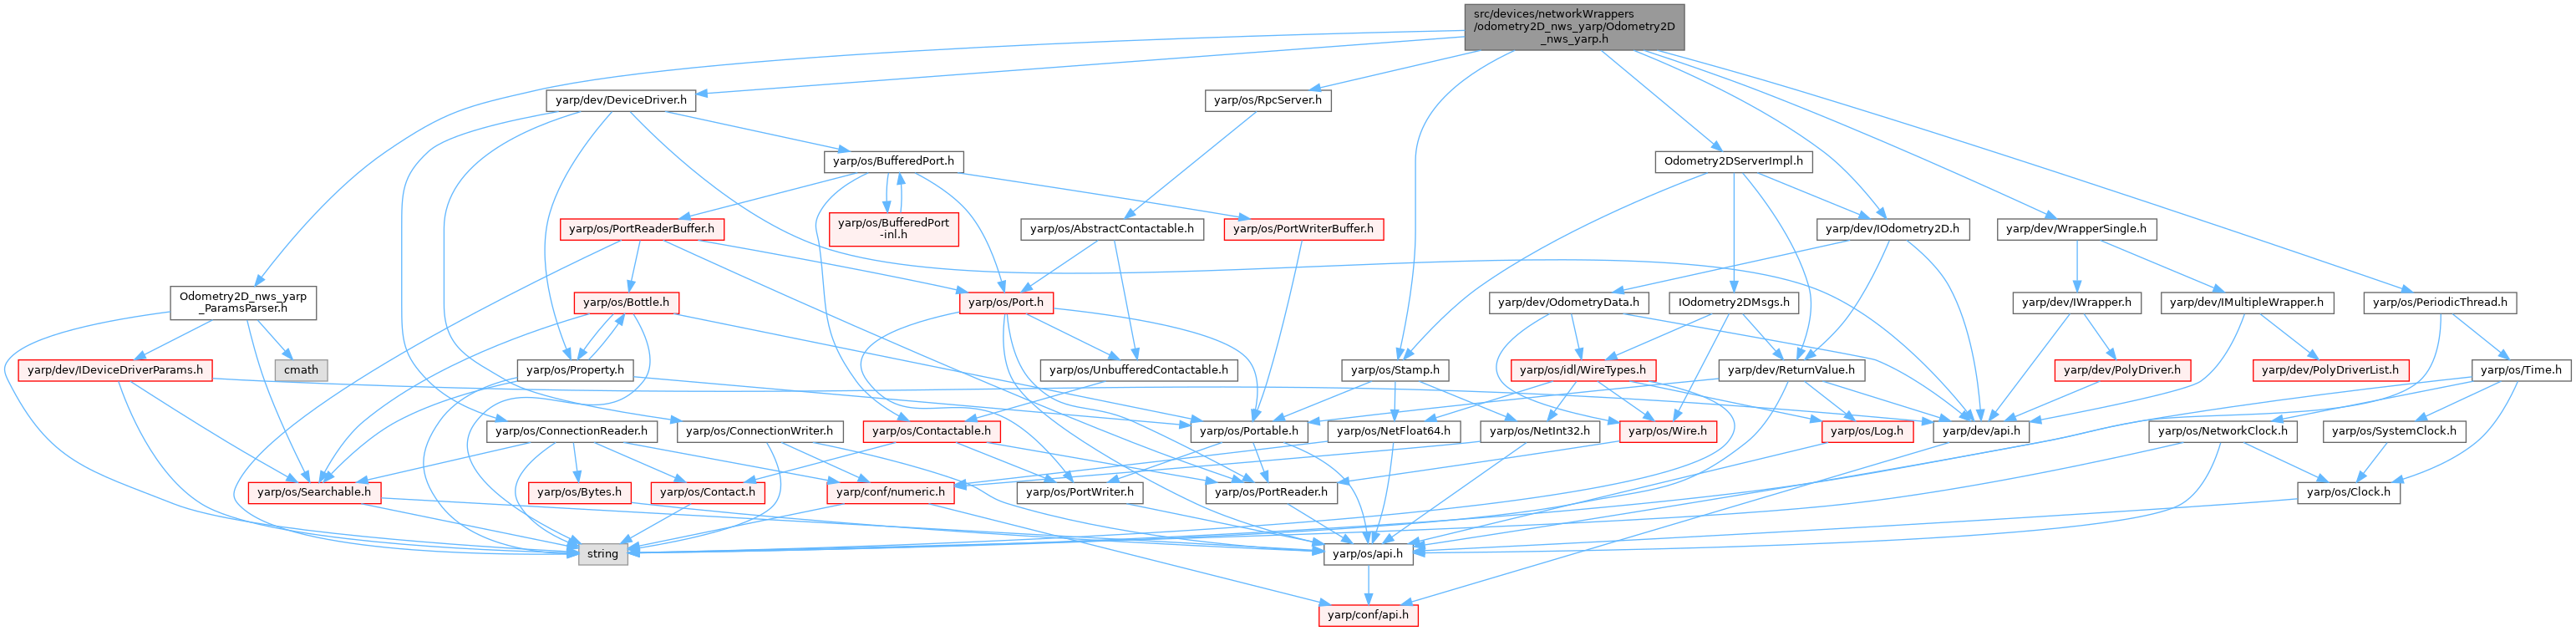 src/devices/networkWrappers
/odometry2D_nws_yarp/Odometry2D
_nws_yarp.h
yarp/dev/DeviceDriver.h
yarp/os/RpcServer.h
yarp/os/BufferedPort.h
Odometry2DServerImpl.h
yarp/os/PortReaderBuffer.h
yarp/os/BufferedPort
-inl.h
yarp/os/AbstractContactable.h
yarp/os/PortWriterBuffer.h
yarp/dev/IOdometry2D.h
yarp/dev/WrapperSingle.h
Odometry2D_nws_yarp
_ParamsParser.h
yarp/os/Bottle.h
yarp/os/Port.h
yarp/dev/OdometryData.h
IOdometry2DMsgs.h
yarp/dev/IWrapper.h
yarp/dev/IMultipleWrapper.h
yarp/os/PeriodicThread.h
yarp/dev/IDeviceDriverParams.h
cmath
yarp/os/Property.h
yarp/os/UnbufferedContactable.h
yarp/os/Stamp.h
yarp/os/idl/WireTypes.h
yarp/dev/ReturnValue.h
yarp/dev/PolyDriver.h
yarp/dev/PolyDriverList.h
yarp/os/Time.h
yarp/os/ConnectionReader.h
yarp/os/ConnectionWriter.h
yarp/os/Contactable.h
yarp/os/Portable.h
yarp/os/NetFloat64.h
yarp/os/NetInt32.h
yarp/os/Wire.h
yarp/os/Log.h
yarp/dev/api.h
yarp/os/NetworkClock.h
yarp/os/SystemClock.h
yarp/os/Searchable.h
yarp/os/Bytes.h
yarp/os/Contact.h
yarp/conf/numeric.h
yarp/os/PortWriter.h
yarp/os/PortReader.h
yarp/os/Clock.h
string
yarp/os/api.h
yarp/conf/api.h